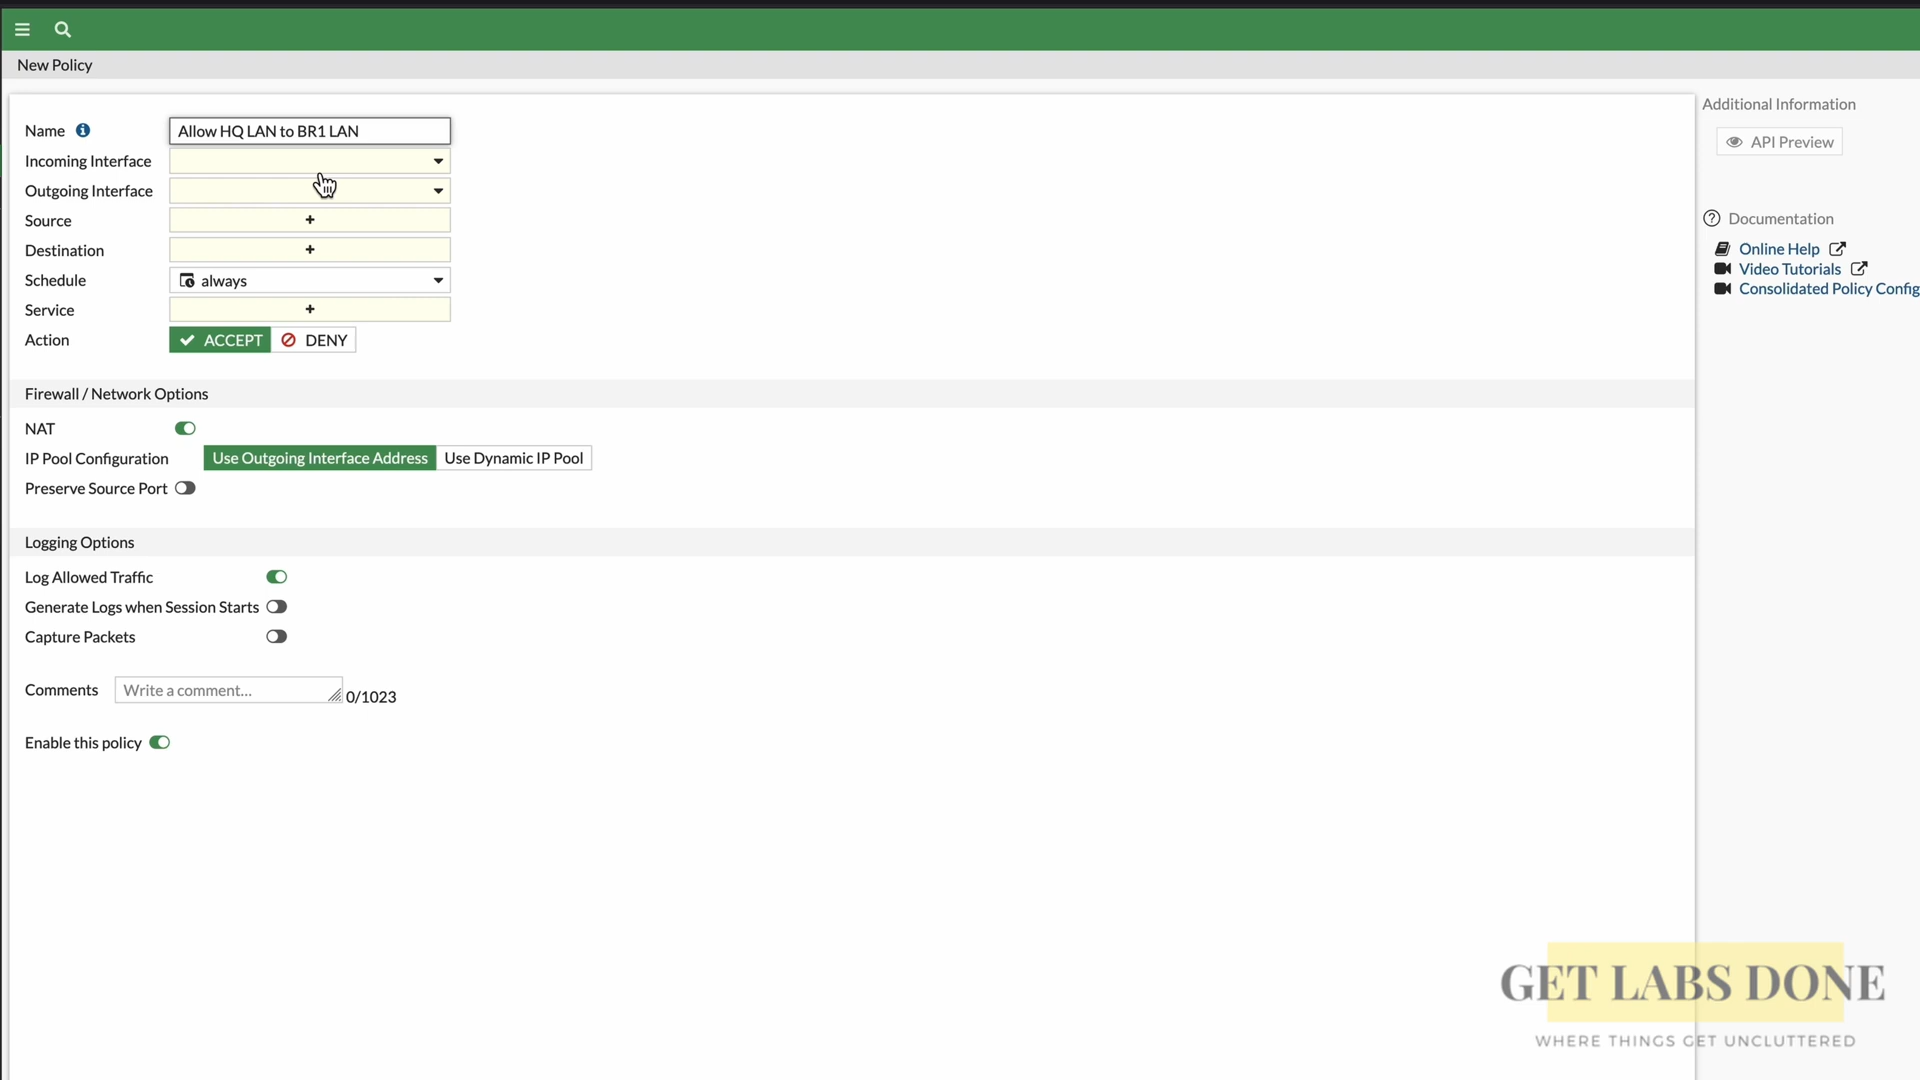 New Policy
Name
Allow HQ LAN to BR1 LAN
Incoming Interface
Outgoing Interface
Source
+
Destination
+
Schedule
always
Service
+
Action
ACCEPT
DENY
Firewall / Network Options
NAT
IP Pool Configuration
Use Outgoing Interface Address
Use Dynamic IP Pool
Preserve Source Port
Logging Options
Log Allowed Traffic
Generate Logs when Session Starts
Capture Packets
Comments
Write a comment...
0/1023
Enable this policy
Additional Information
API Preview
Documentation
Online Help
Video Tutorials
Consolidated Policy Config
GET LABS DONE
WHERE THINGS GET UNCLUTTERED